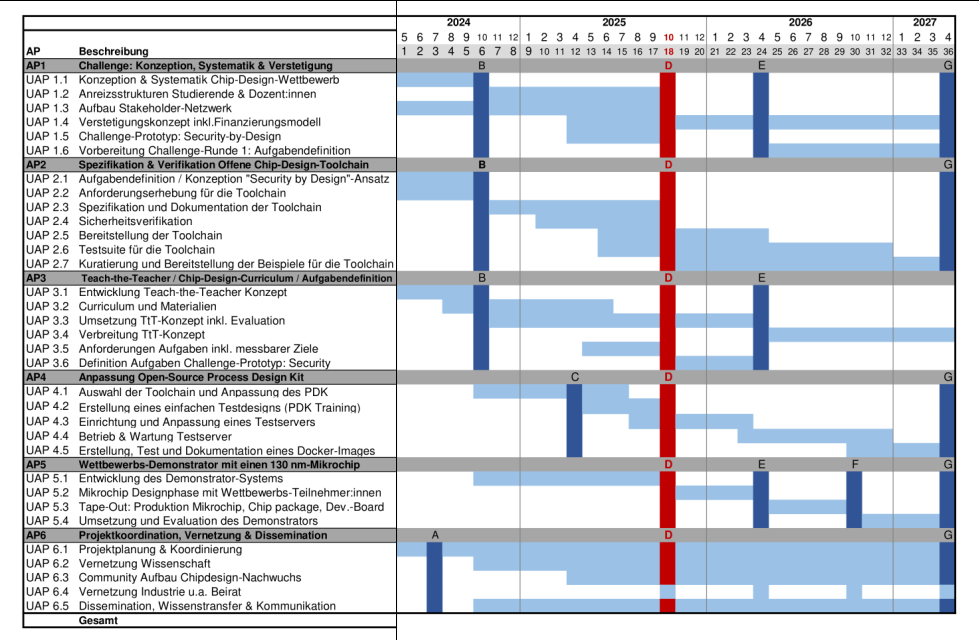 2024 2025 2026 2027
5 6 7 8 9 10 11 12 1 2 3 4 5 6 7 8 9 10 11 12 1 2 3 4 5 6 7 8 9 10 11 12 1 2 3 4
AP Beschreibung 1 2 3 4 5 6 7 8 9 10 11 12 13 14 15 16 17 18 19 20 21 22 23 24 25 26 27 28 29 30 31 32 33 34 35 36
AP1 Challenge: Konzeption, Systematik & Verstetigung B D E G
UAP 1.1 Konzeption & Systematik Chip-Design-Wettbewerb
UAP 1.2 Anreizsstrukturen Studierende & Dozent:innen
UAP 1.3 Aufbau Stakeholder-Netzwerk
UAP 1.4 Verstetigungskonzept inkl.Finanzierungsmodell
UAP 1.5 Challenge-Prototyp: Security-by-Design
UAP 1.6 Vorbereitung Challenge-Runde 1: Aufgabendefinition
AP2 Spezifikation & Verifikation Offene Chip-Design-Toolchain B D G
UAP 2.1 Aufgabendefinition / Konzeption "Security by Design"-Ansatz
UAP 2.2 Anforderungserhebung für die Toolchain
UAP 2.3 Spezifikation und Dokumentation der Toolchain
UAP 2.4 Sicherheitsverifikation
UAP 2.5 Bereitstellung der Toolchain
UAP 2.6 Testsuite für die Toolchain
UAP 2.7 Kuratierung und Bereitstellung der Beispiele für die Toolchain
AP3 Teach-the-Teacher / Chip-Design-Curriculum / Aufgabendefinition B D E
UAP 3.1 Entwicklung Teach-the-Teacher Konzept
UAP 3.2 Curriculum und Materialien
UAP 3.3 Umsetzung TtT-Konzept inkl. Evaluation
UAP 3.4 Verbreitung TtT-Konzept
UAP 3.5 Anforderungen Aufgaben inkl. messbarer Ziele
UAP 3.6 Definition Aufgaben Challenge-Prototyp: Security
AP4 Anpassung Open-Source Process Design Kit C D G
UAP 4.1 Auswahl der Toolchain und Anpassung des PDK
UAP 4.2 Erstellung eines einfachen Testdesigns (PDK Training)
UAP 4.3 Einrichtung und Anpassung eines Testservers
UAP 4.4 Betrieb & Wartung Testserver
UAP 4.5 Erstellung, Test und Dokumentation eines Docker-Images
AP5 Wettbewerbs-Demonstrator mit einen 130 nm-Mikrochip D E F G
UAP 5.1 Entwicklung des Demonstrator-Systems
UAP 5.2 Mikrochip Designphase mit Wettbewerbs-Teilnehmer:innen
UAP 5.3 Tape-Out: Produktion Mikrochip, Chip package, Dev.-Board
UAP 5.4 Umsetzung und Evaluation des Demonstrators
AP6 Projektkoordination, Vernetzung & Dissemination A D G
UAP 6.1 Projektplanung & Koordinierung
UAP 6.2 Vernetzung Wissenschaft
UAP 6.3 Community Aufbau Chipdesign-Nachwuchs
UAP 6.4 Vernetzung Industrie u.a. Beirat
UAP 6.5 Dissemination, Wissenstransfer & Kommunikation
Gesamt